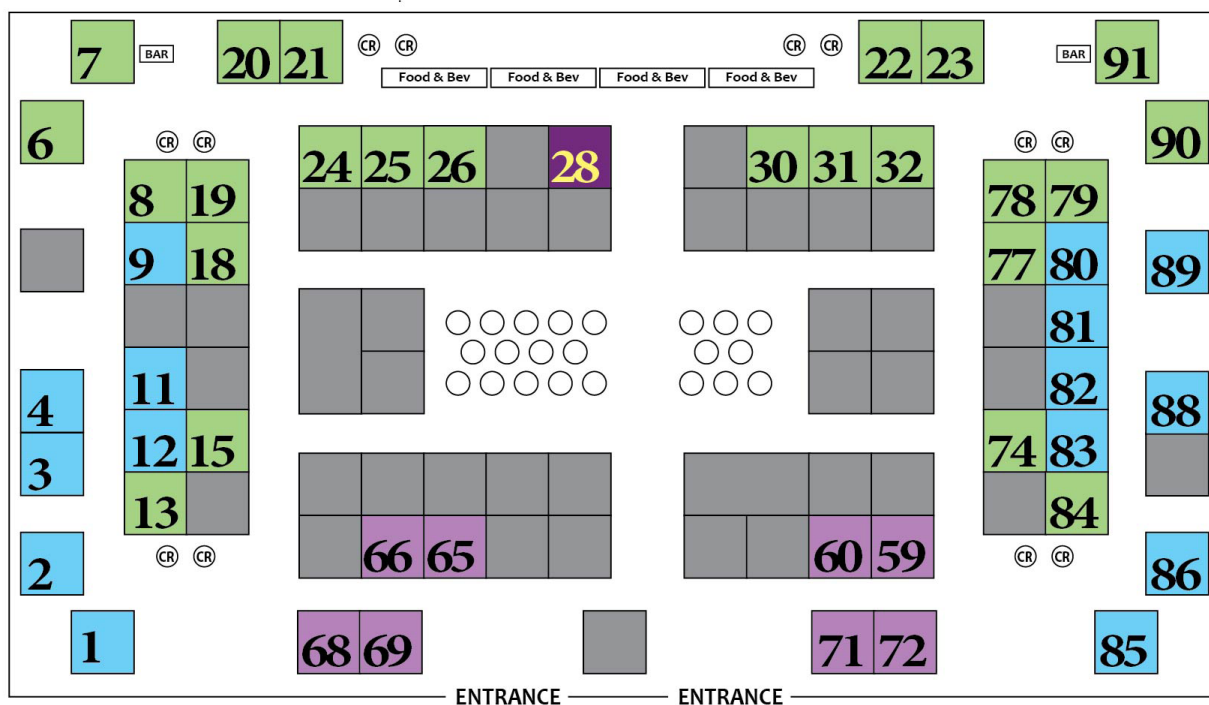 7 BAR 20 21 CR CR CR CR 22 23 BAR 91
Food & Bev Food & Bev Food & Bev Food & Bev
6 CR CR 24 25 26 28 30 31 32 CR CR 90
8 19 78 79
9 18 77 80 89
81
4 11 82 88
3 12 15 74 83
13 84
2 CR CR 66 65 60 59 CR CR 86
1 68 69 71 72 85
ENTRANCE ENTRANCE